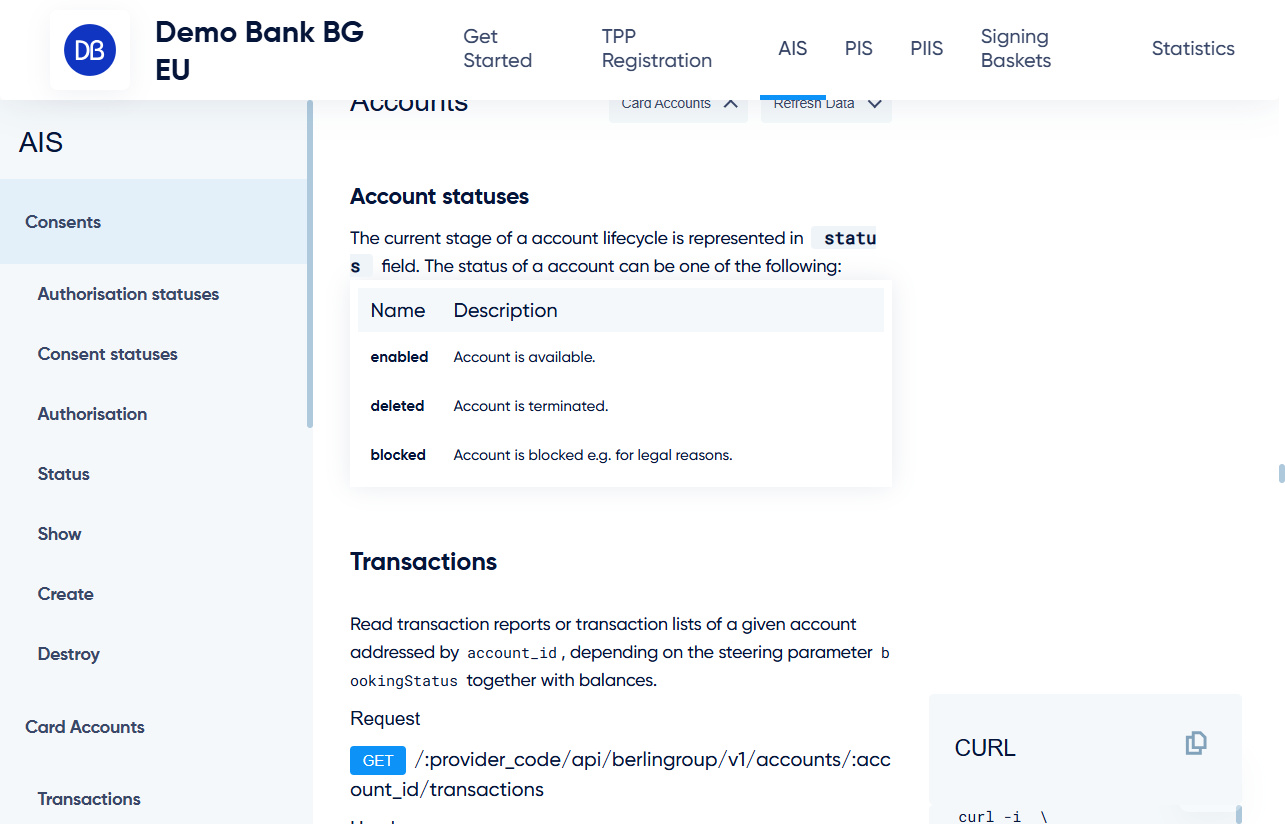 DB
Demo Bank BG
EU
Get
Started
TPP
Registration
AIS
PIS
PIIS
Signing
Baskets
Statistics
AIS
Consents
Authorisation statuses
Consent statuses
Authorisation
Status
Show
Create
Destroy
Card Accounts
Transactions
Accounts
Card Accounts
Refresh Data
Account statuses
The current stage of a account lifecycle is represented in statu
s field. The status of a account can be one of the following:
Name Description
enabled Account is available.
deleted Account is terminated.
blocked Account is blocked e.g. for legal reasons.
Transactions
Read transaction reports or transaction lists of a given account
addressed by account_id, depending on the steering parameter b
ookingStatus together with balances.
Request
GET /:provider_code/api/berlingroup/v1/accounts/:acc
ount_id/transactions
CURL
curl -i \